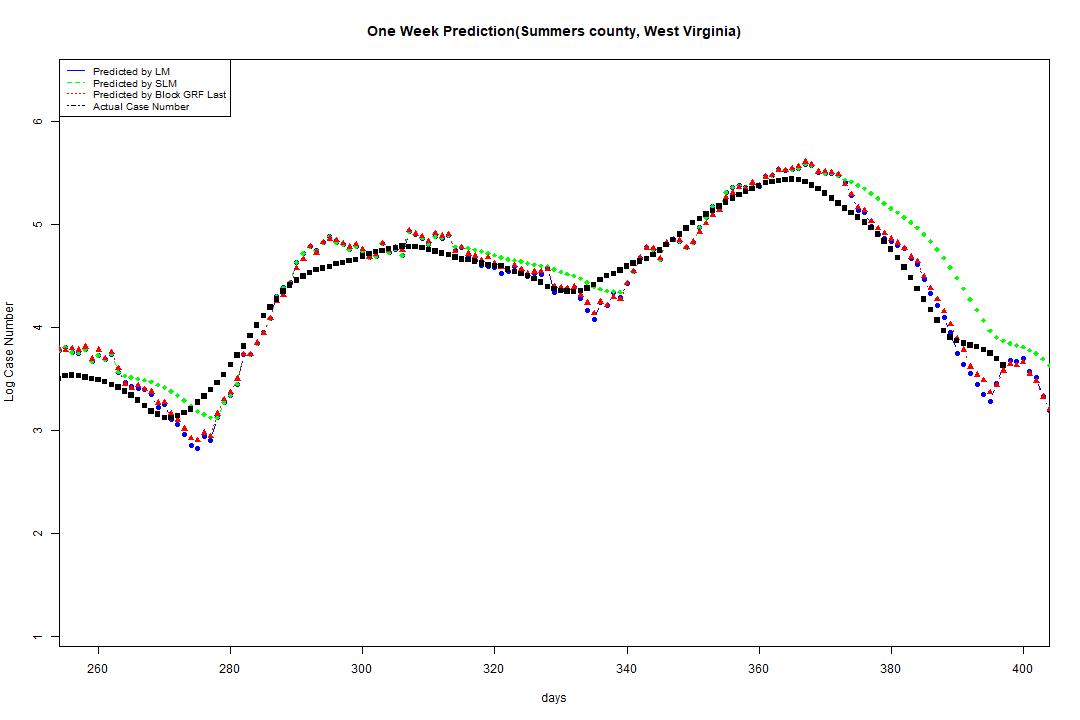 One Week Prediction(Summers county, West Virginia)
Predicted by LM
Predicted by SLM
Predicted by Block GRF Last
Actual Case Number
Log Case Number
6
5
4
3
2
1
260 280 300 320 340 360 380 400
days